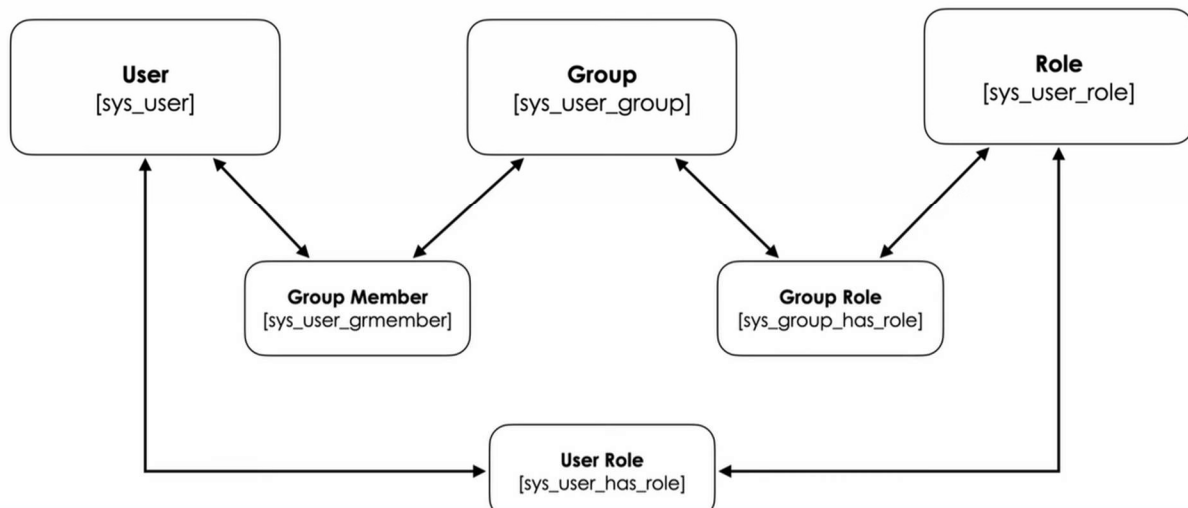 User
[sys_user]
Group
[sys_user_group]
Role
[sys_user_role]
Group Member
[sys_user_grmember]
Group Role
[sys_group_has_role]
User Role
[sys_user_has_role]